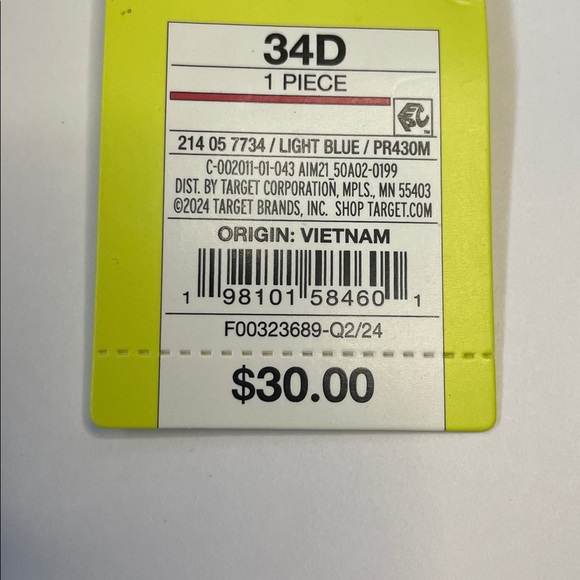 34D
1 PIECE
214 05 7734 / LIGHT BLUE / PR430M
C-002011-01-043 AIM21_50A02-0199
DIST. BY TARGET CORPORATION, MPLS., MN 55403
©2024 TARGET BRANDS, INC. SHOP TARGET.COM
ORIGIN: VIETNAM
1 98101 58460 1
F00323689-Q2/24
$30.00